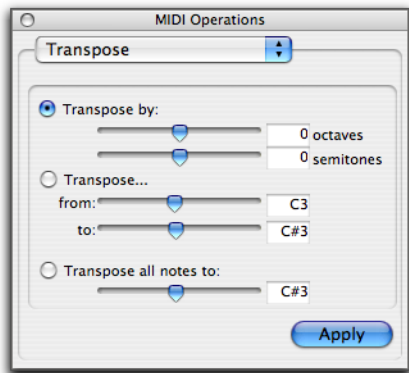 MIDI Operations
Transpose
Transpose by:
0 octaves
0 semitones
Transpose...
from: C3
to: C#3
Transpose all notes to:
C#3
Apply